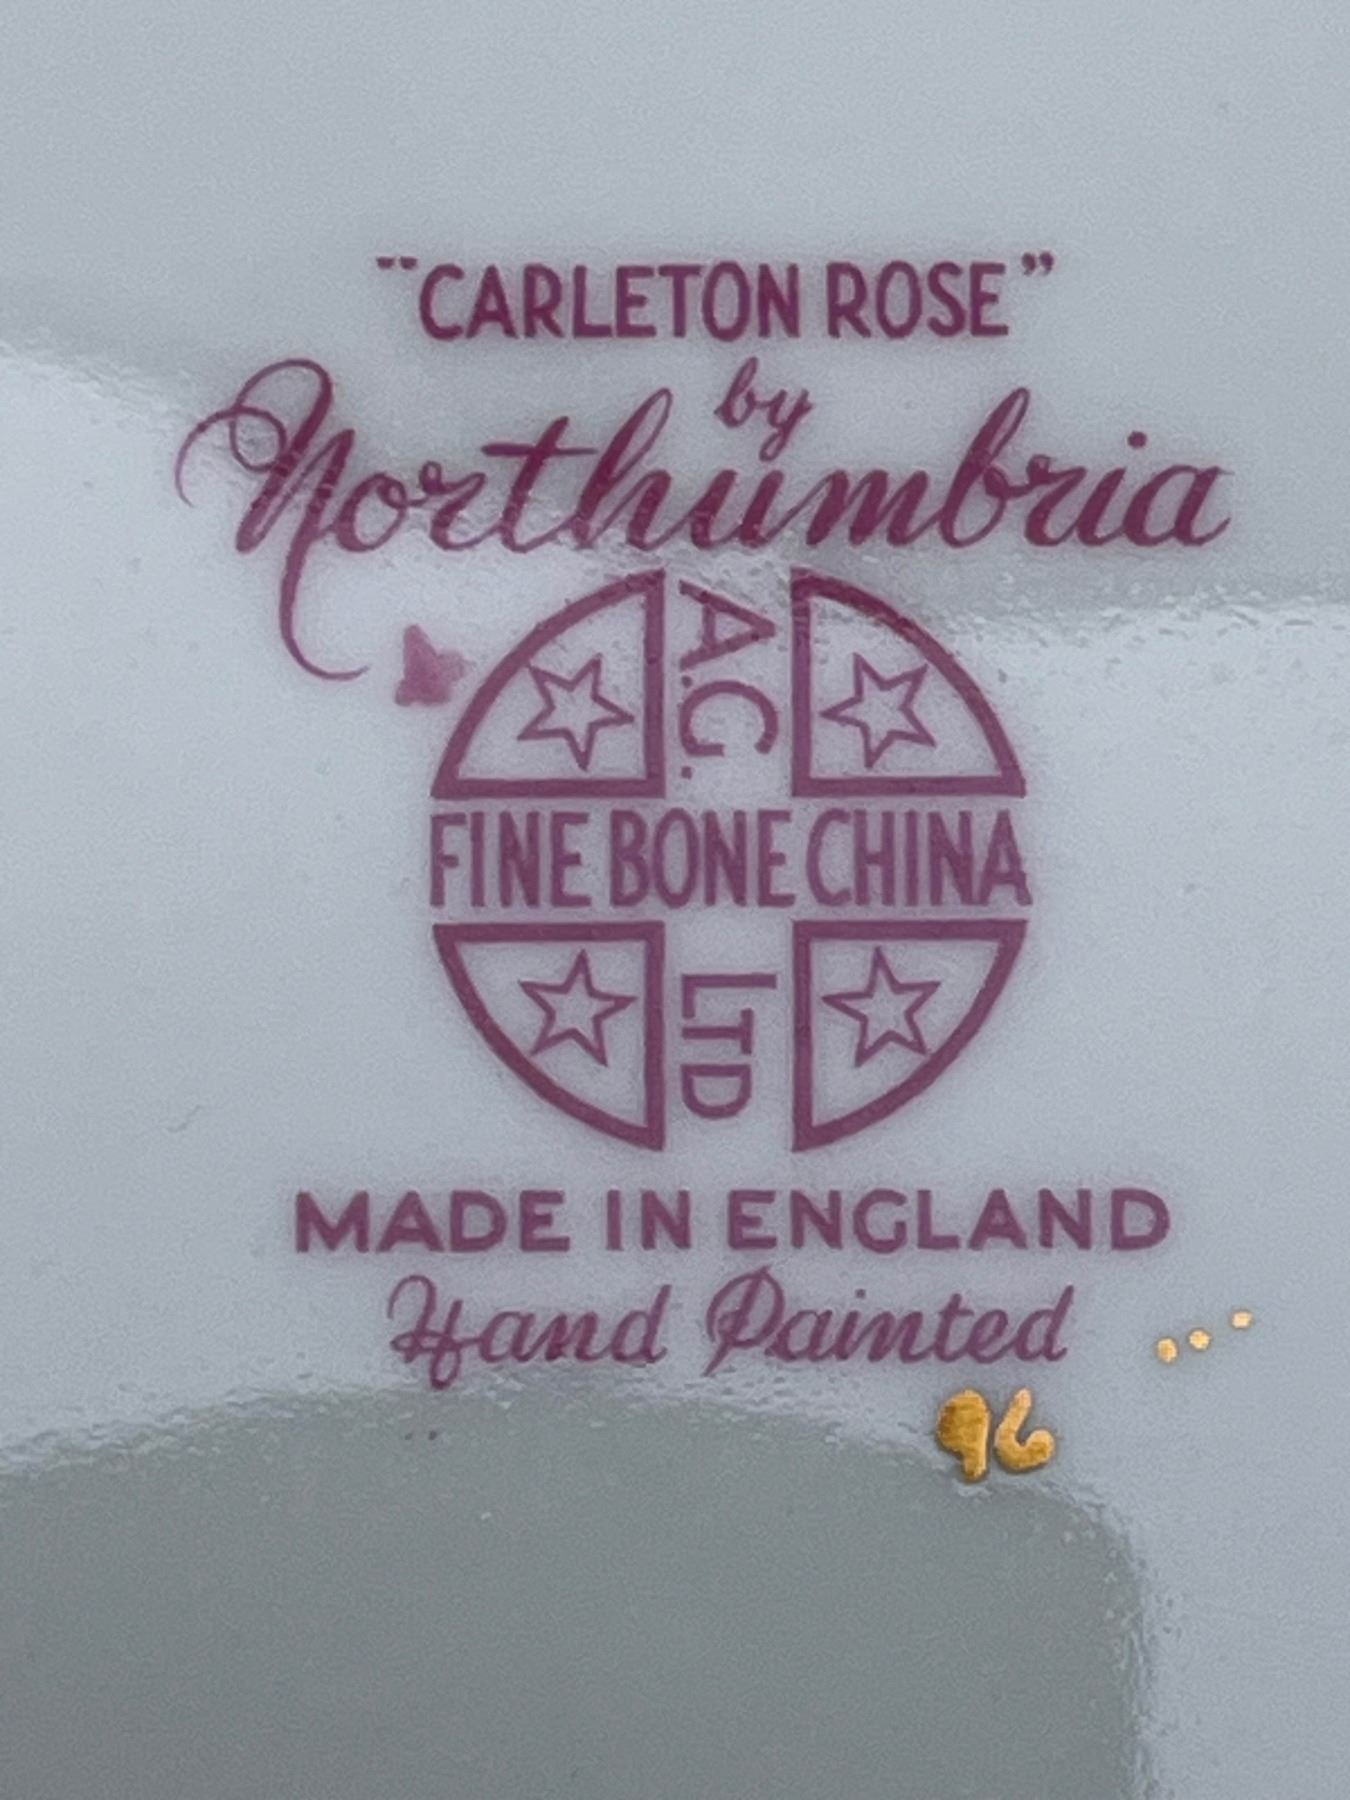 "CARLETON ROSE"
by
Northumbria
A.C.
FINE BONE CHINA
LTD
MADE IN ENGLAND
Hand Painted
96